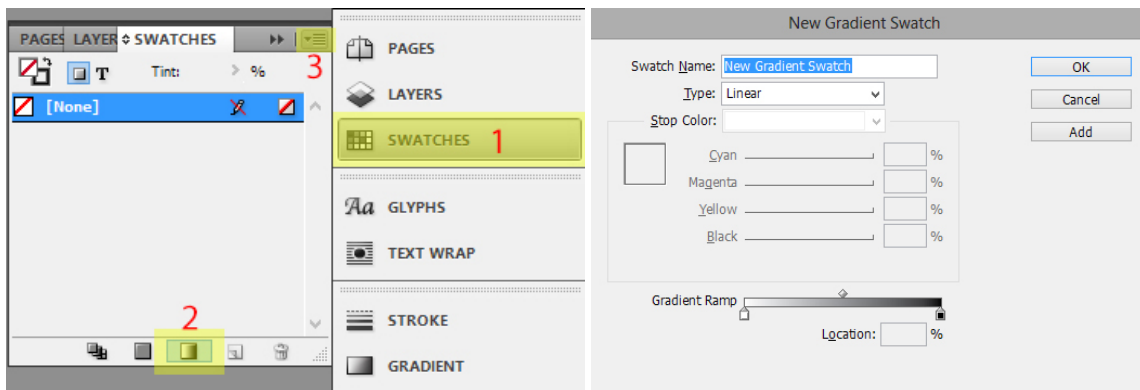 PAGES LAYER SWATCHES
3
T Tint: > %
[None]
2
PAGES
LAYERS
SWATCHES 1
Aa GLYPHS
TEXT WRAP
STROKE
GRADIENT
New Gradient Swatch
Swatch Name: New Gradient Swatch
OK
Type: Linear
Cancel
Stop Color:
Add
Cyan %
Magenta %
Yellow %
Black %
Gradient Ramp
Location: %